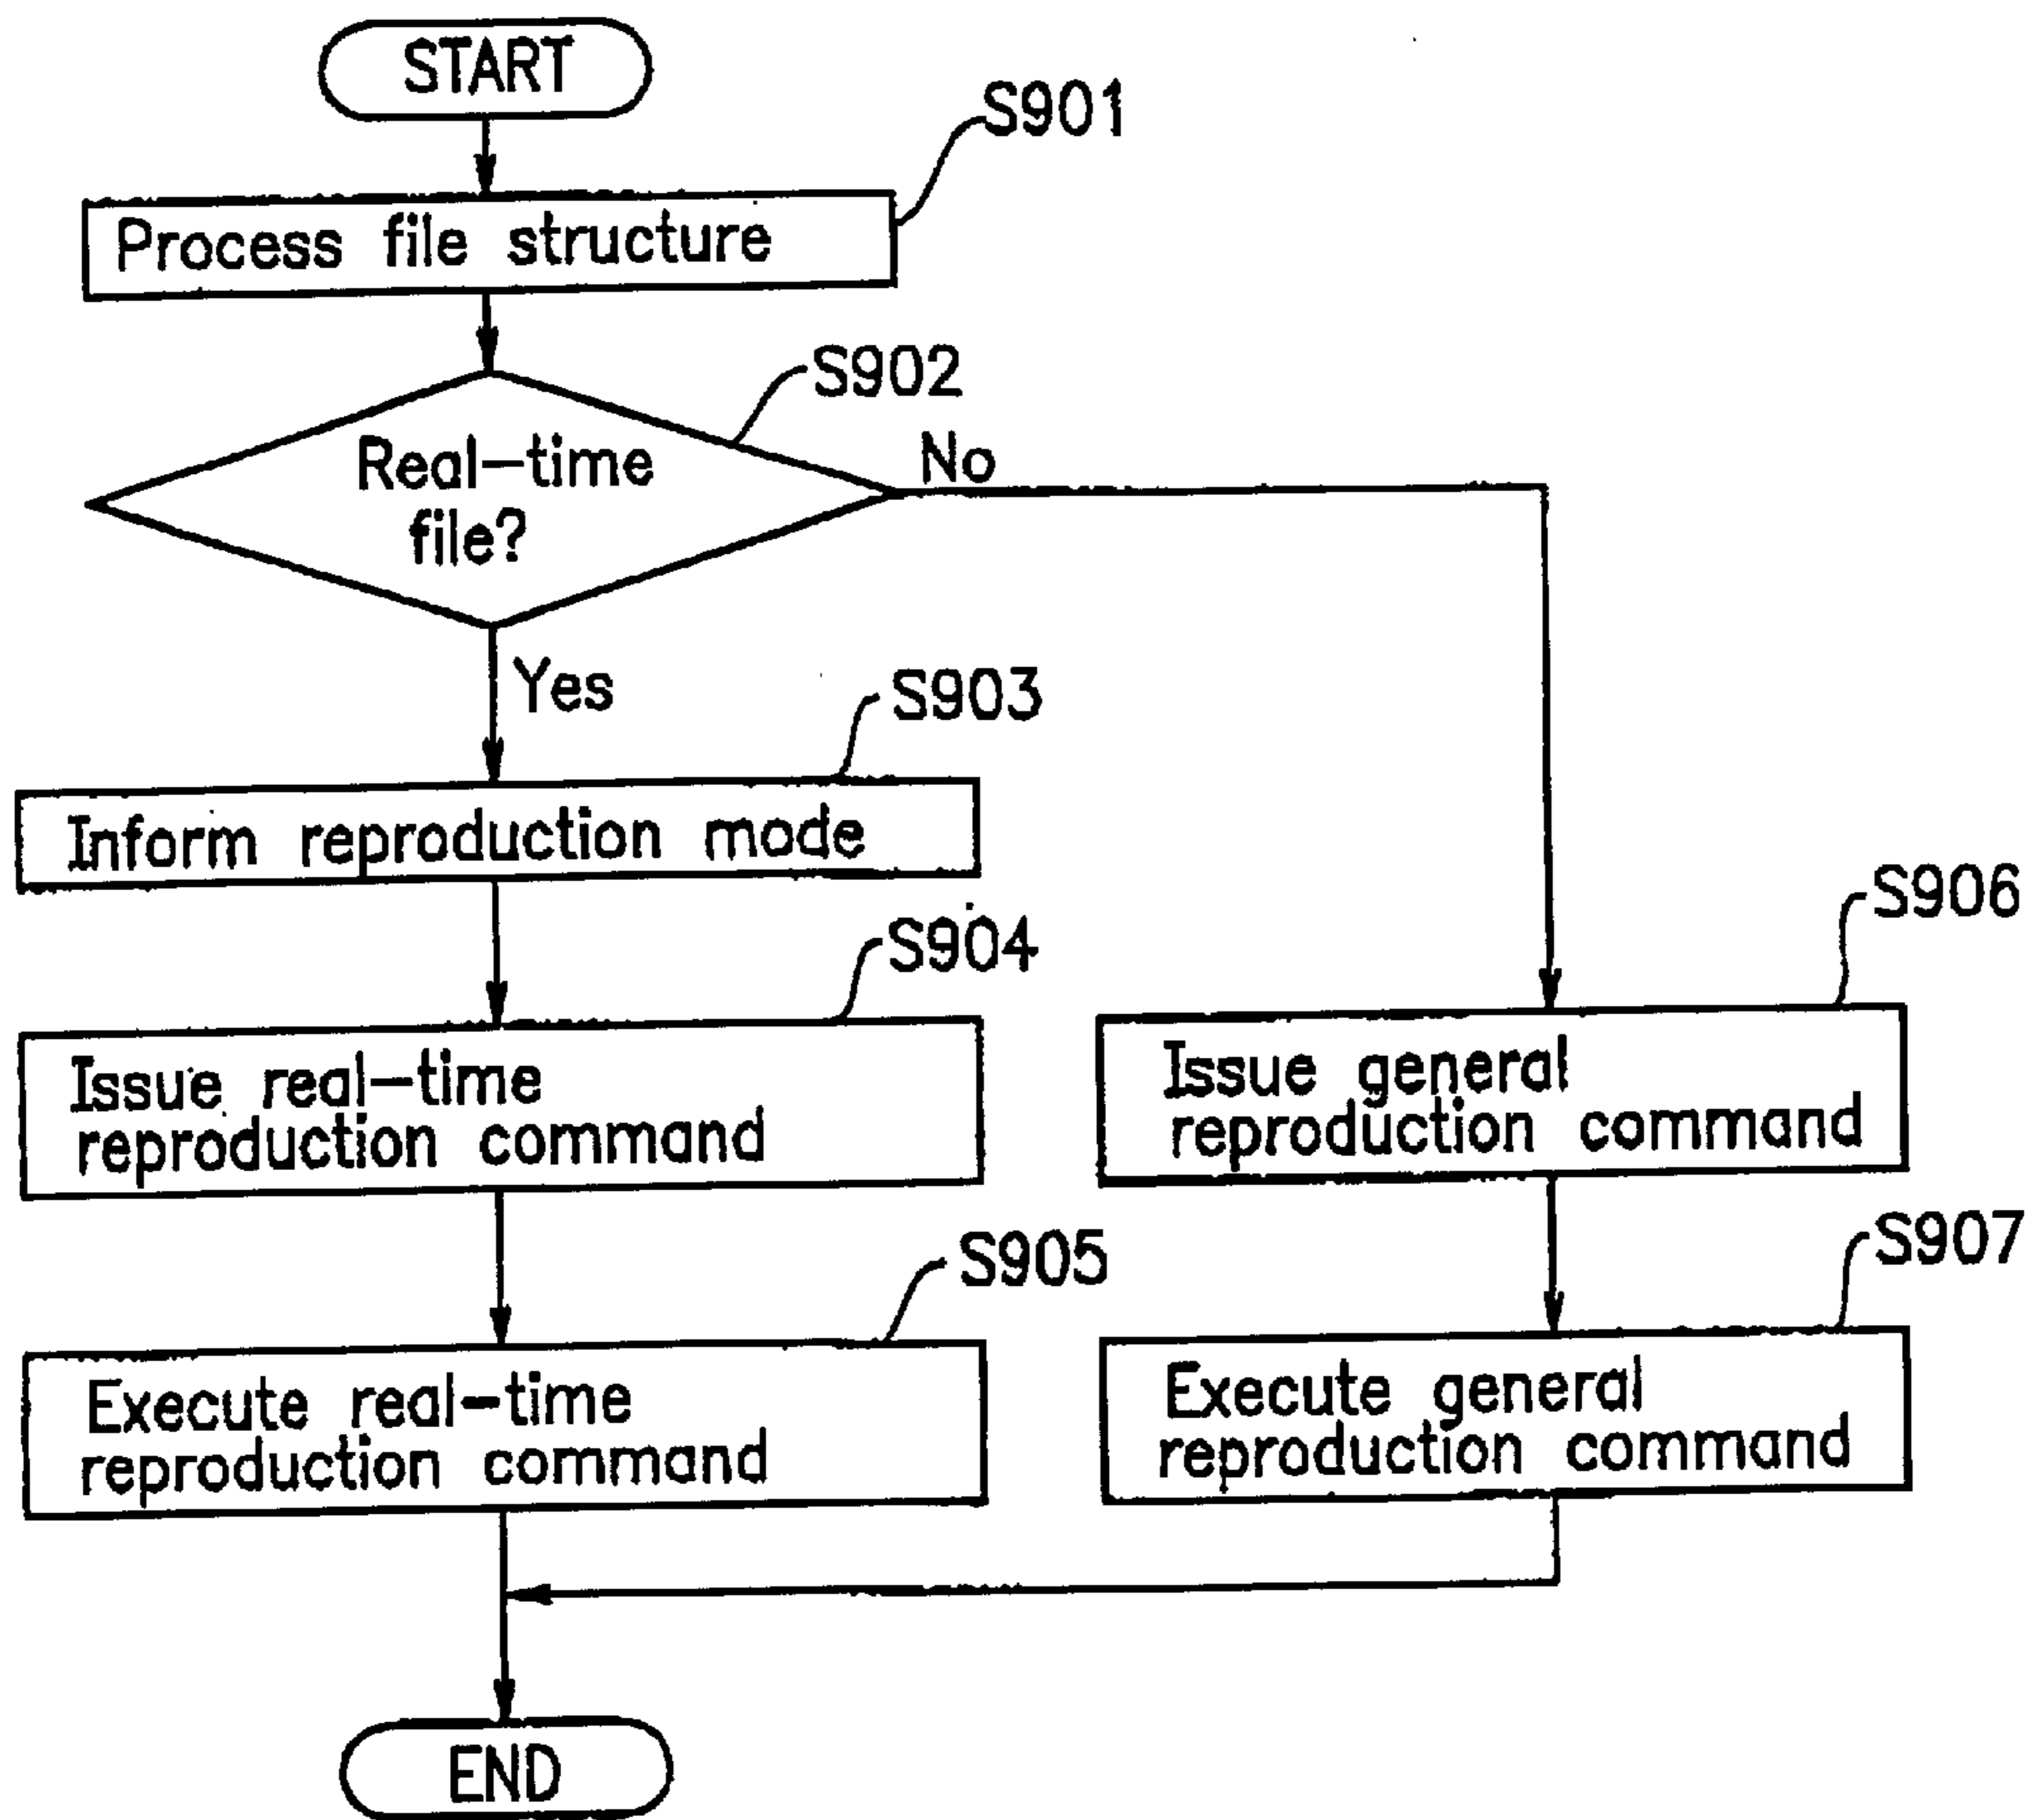 START
S901
Process file structure
S902
Real-time
file?
No
Yes
S903
Inform reproduction mode
S904
Issue real-time
reproduction command
S905
Execute real-time
reproduction command
S906
Issue general
reproduction command
S907
Execute general
reproduction command
END